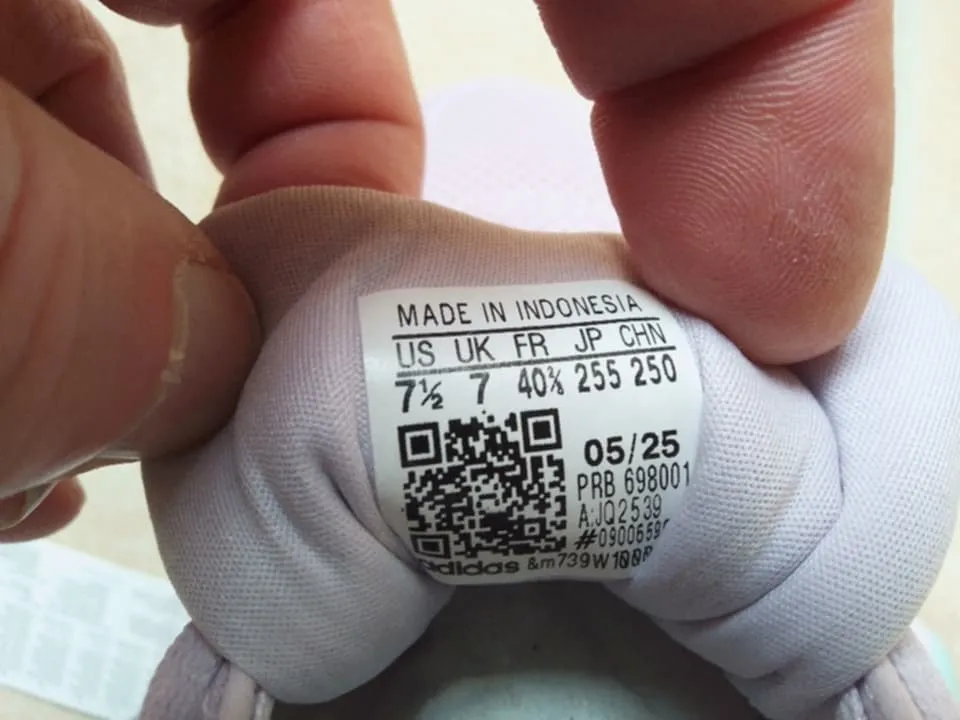 MADE IN INDONESIA
US UK FR JP CHN
7½ 7 40⅔ 255 250
05/25
PRB 698001
A:JQ2539
adidas